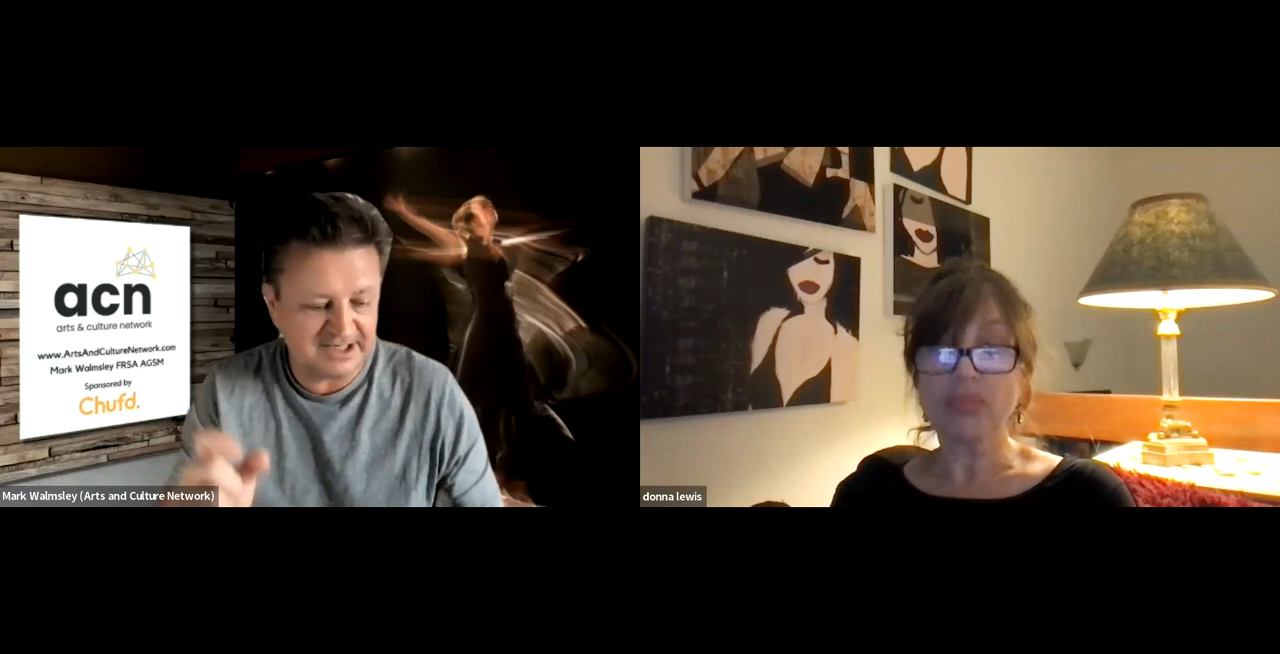 acn
arts & culture network
www.ArtsAndCultureNetwork.com
Mark Walmsley FRSA AGSM
Sponsored by
Chufd.
Mark Walmsley (Arts and Culture Network)
donna lewis